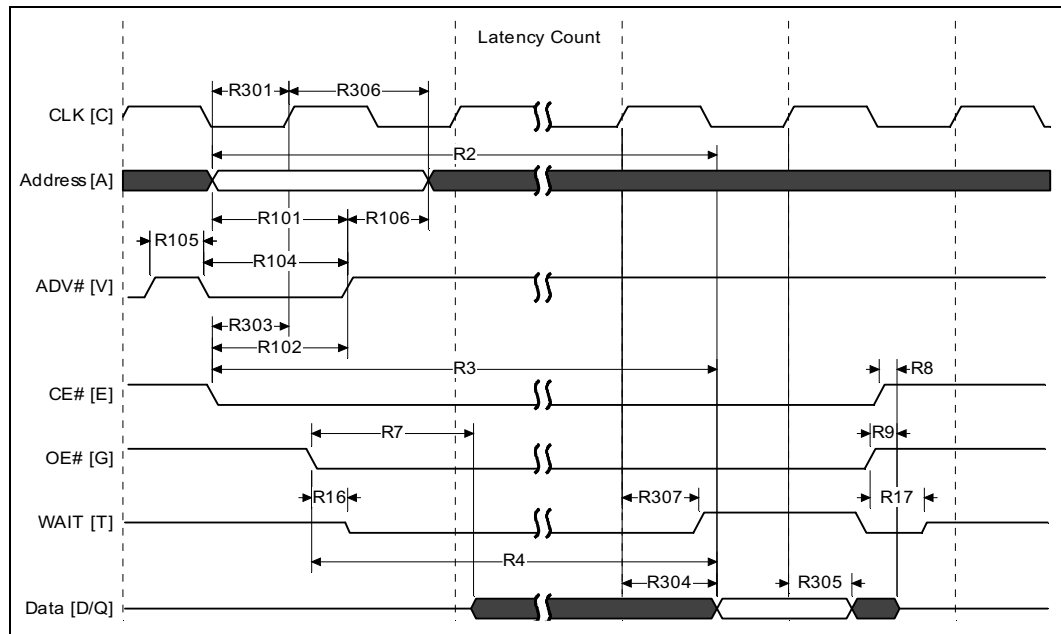 Latency Count
R301 R306
CLK [C]
R2
Address [A]
R101 R106
R105
R104
ADV# [V]
R303
R102
R3 R8
CE# [E]
R7 R9
OE# [G]
R16 R307 R17
WAIT [T]
R4
R304 R305
Data [D/Q]